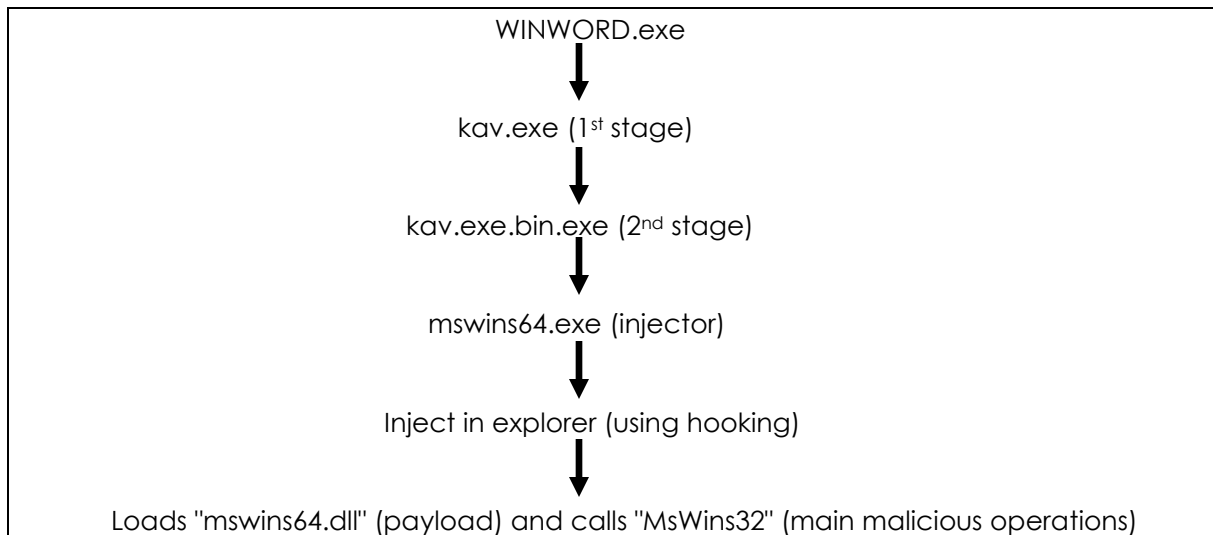 WINWORD.exe
kav.exe (1st stage)
kav.exe.bin.exe (2nd stage)
mswins64.exe (injector)
Inject in explorer (using hooking)
Loads "mswins64.dll" (payload) and calls "MsWins32" (main malicious operations)